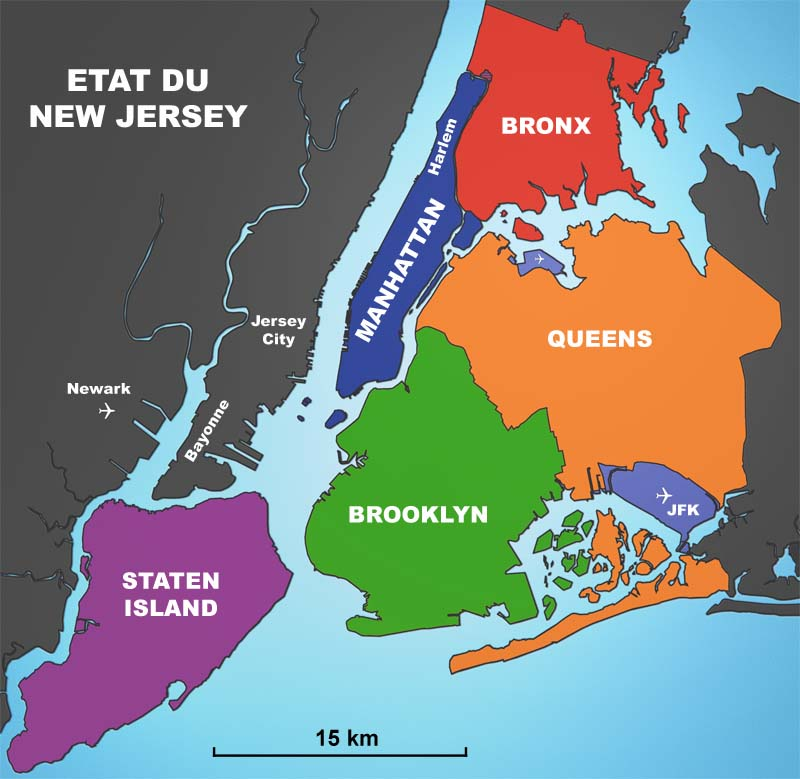 ETAT DU
NEW JERSEY
BRONX
Harlem
MANHATTAN
Jersey
City
QUEENS
Newark
Bayonne
JFK
BROOKLYN
STATEN
ISLAND
15 km